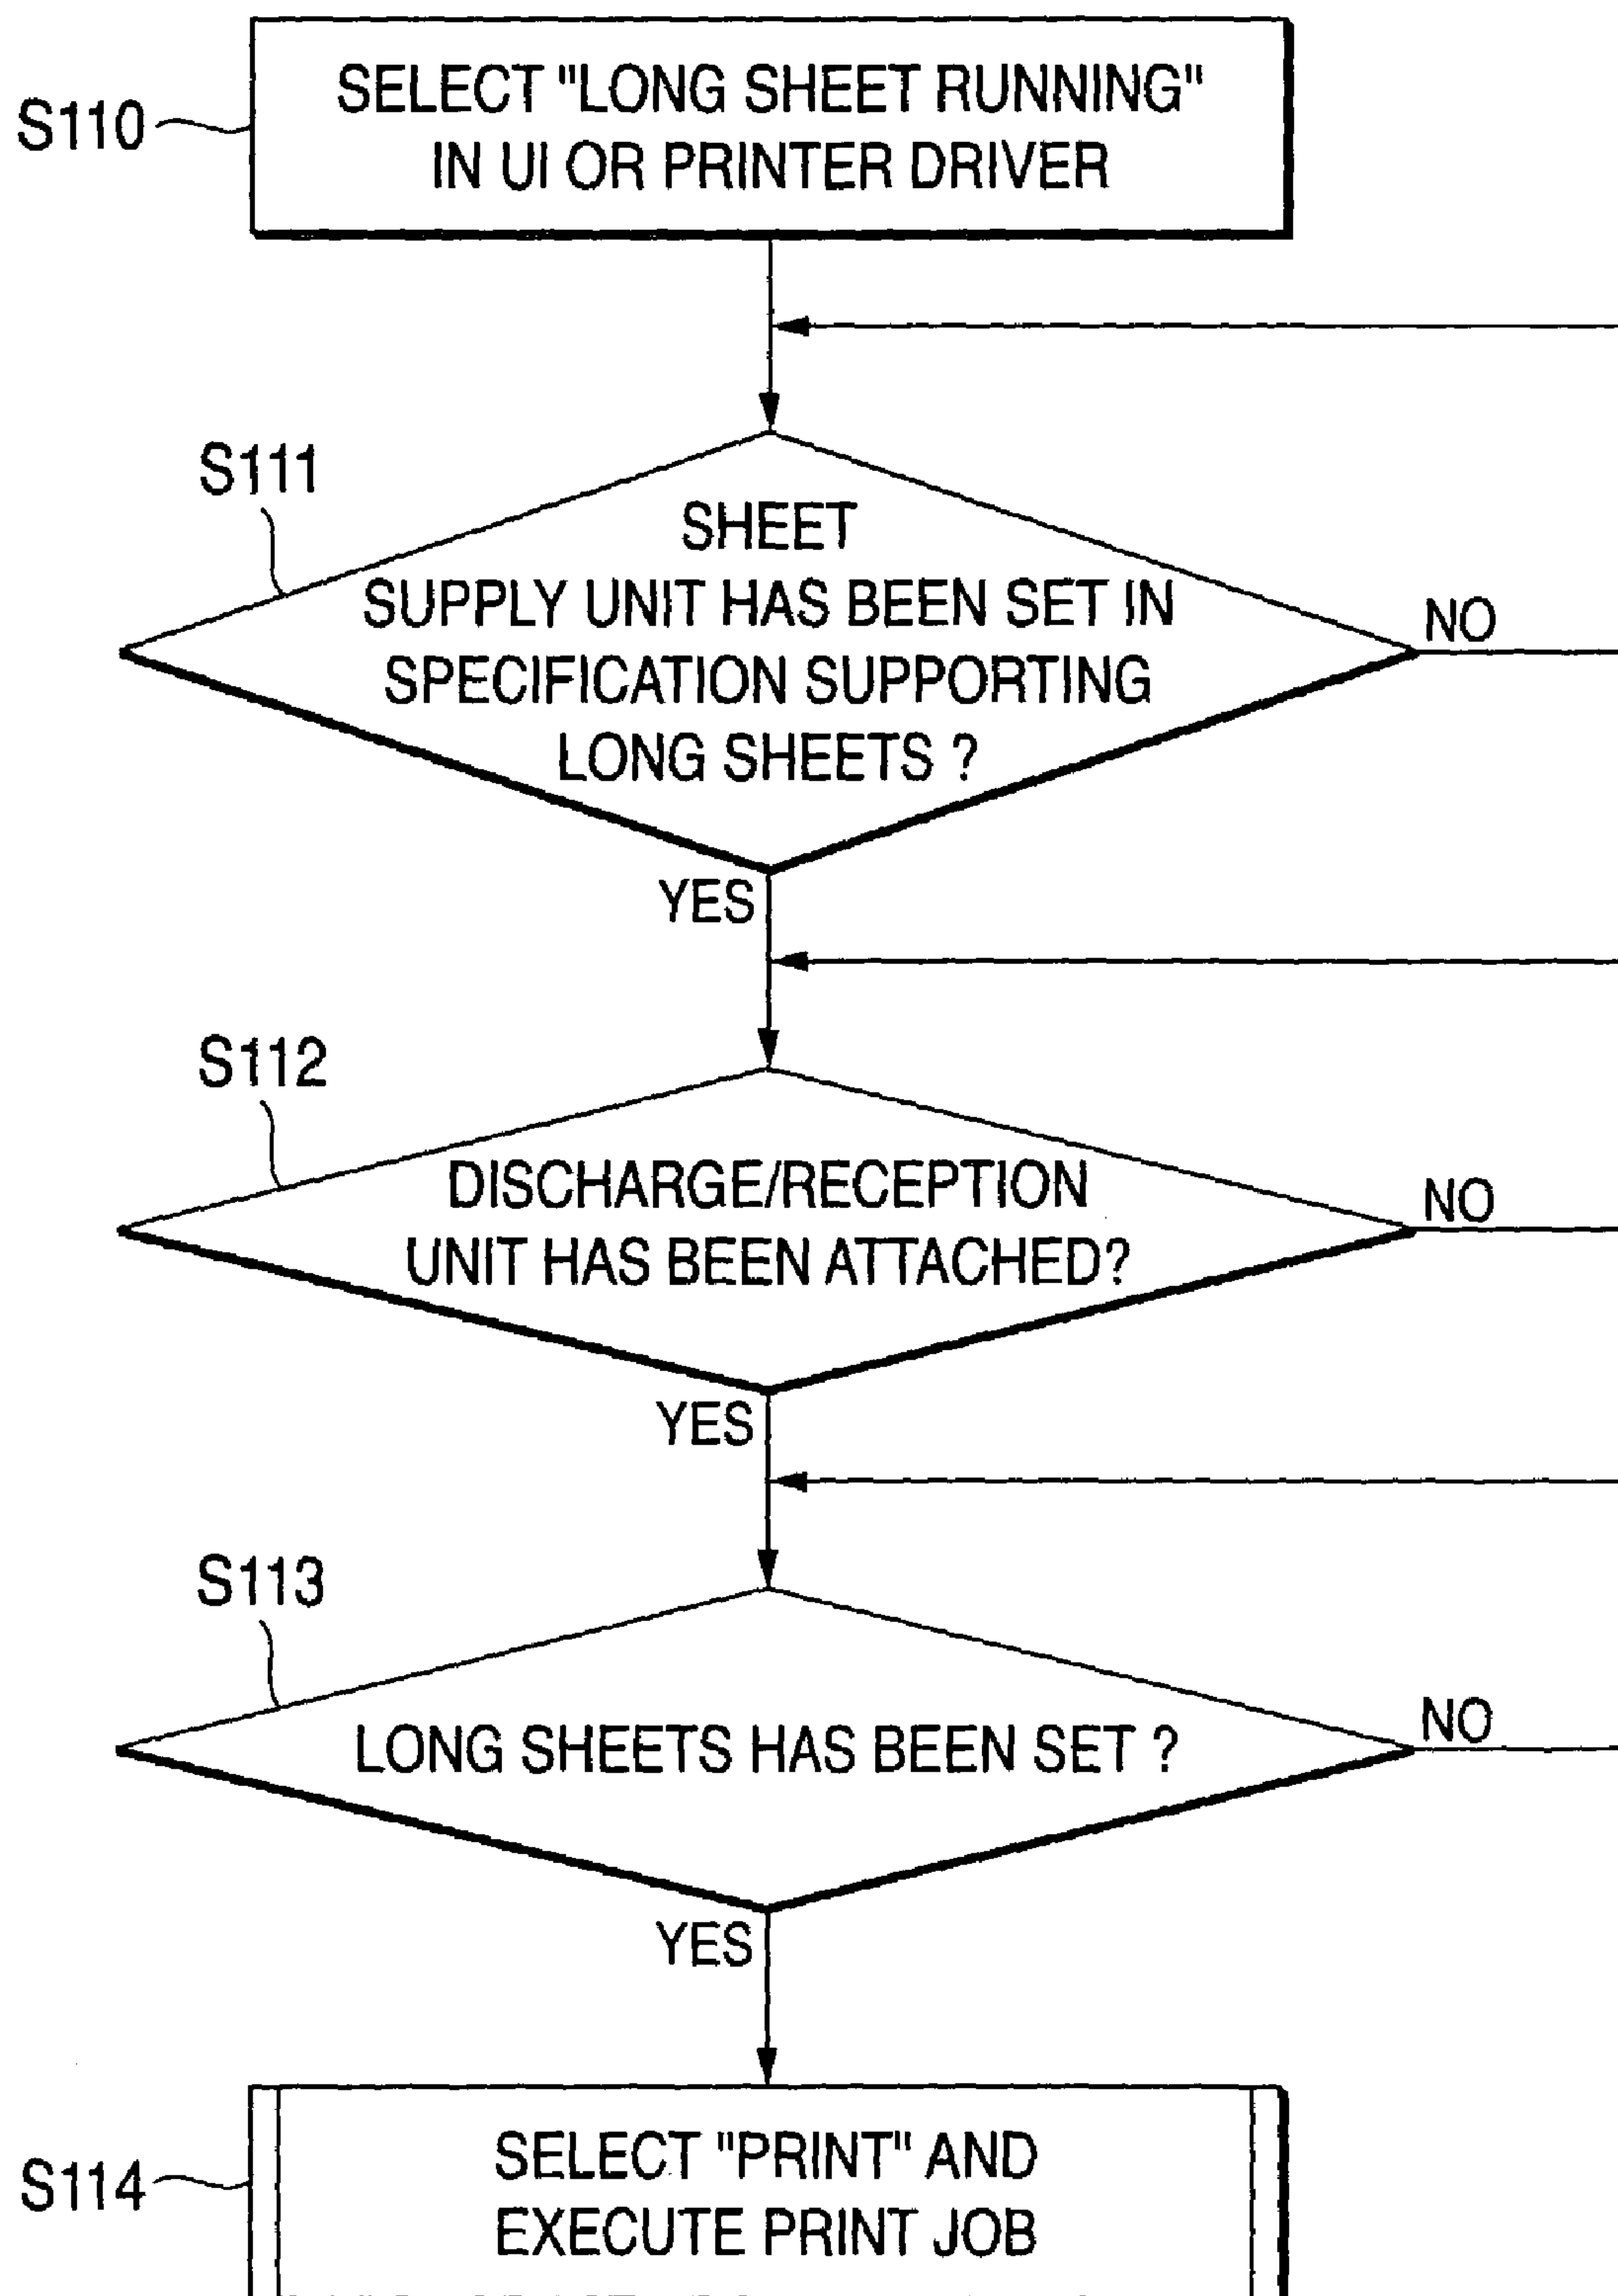 S110
SELECT "LONG SHEET RUNNING"
IN UI OR PRINTER DRIVER
S111
SHEET
SUPPLY UNIT HAS BEEN SET IN
SPECIFICATION SUPPORTING
LONG SHEETS ?
NO
YES
S112
DISCHARGE/RECEPTION
UNIT HAS BEEN ATTACHED?
NO
YES
S113
LONG SHEETS HAS BEEN SET ?
NO
YES
S114
SELECT "PRINT" AND
EXECUTE PRINT JOB